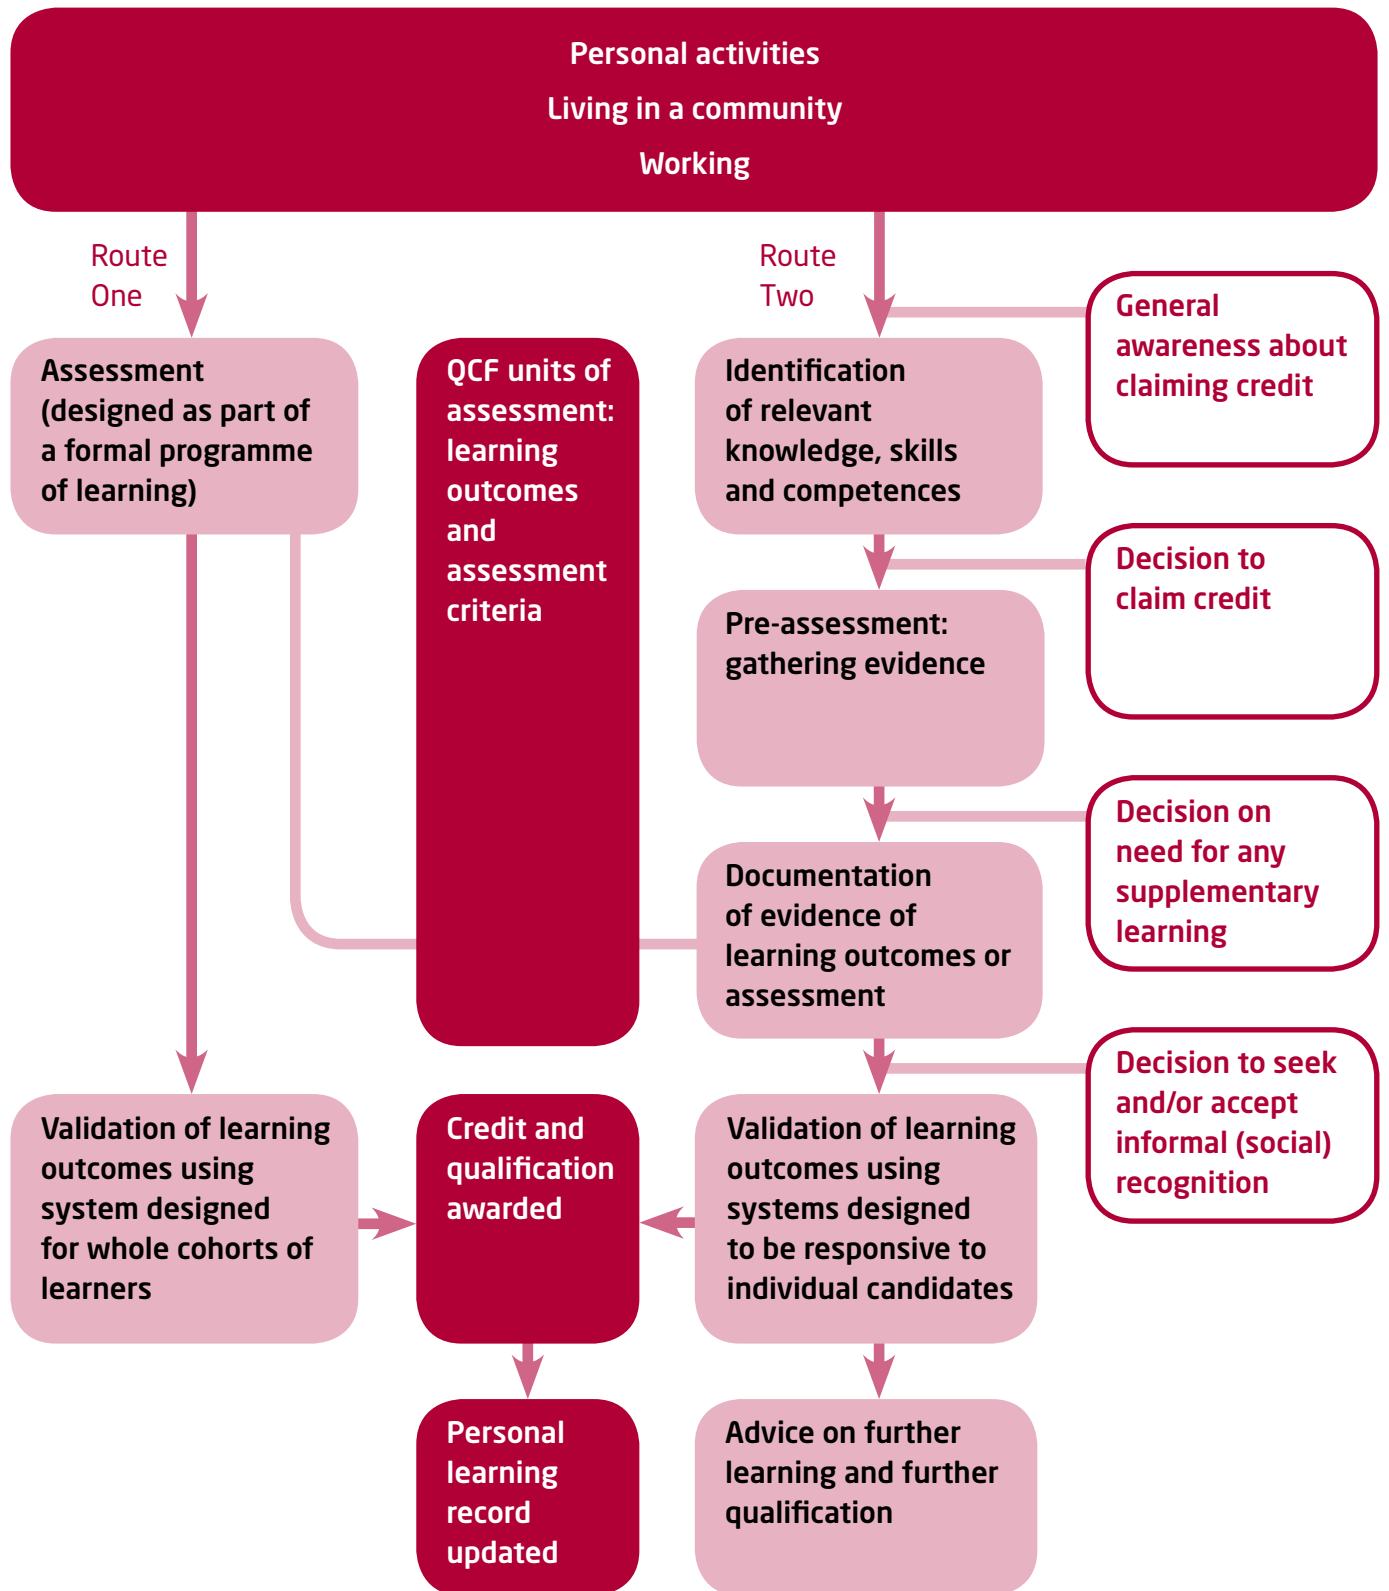 Personal activities
Living in a community
Working
Route
One
Route
Two
General
awareness about
claiming credit
Assessment
(designed as part of
a formal programme
of learning)
QCF units of
assessment:
learning
outcomes
and
assessment
criteria
Identification
of relevant
knowledge, skills
and competences
Decision to
claim credit
Pre-assessment:
gathering evidence
Decision on
need for any
supplementary
learning
Documentation
of evidence of
learning outcomes or
assessment
Decision to seek
and/or accept
informal (social)
recognition
Validation of learning
outcomes using
system designed
for whole cohorts of
learners
Credit and
qualification
awarded
Validation of learning
outcomes using
systems designed
to be responsive to
individual candidates
Personal
learning
record
updated
Advice on further
learning and further
qualification